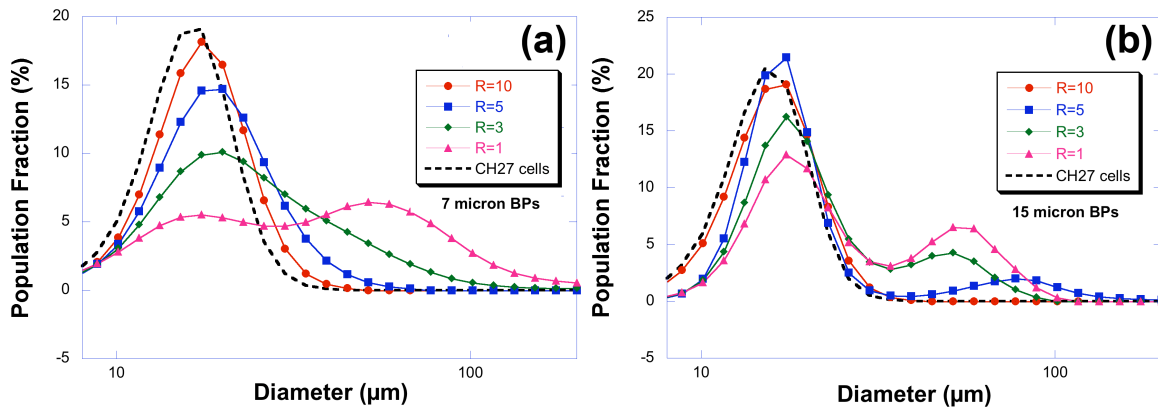 (a)
Population Fraction (%)
20
15
10
5
0
-5
R=10
R=5
R=3
R=1
CH27 cells
7 micron BPs
10
100
Diameter (µm)
(b)
Population Fraction (%)
25
20
15
10
5
0
-5
R=10
R=5
R=3
R=1
CH27 cells
15 micron BPs
10
100
Diameter (µm)